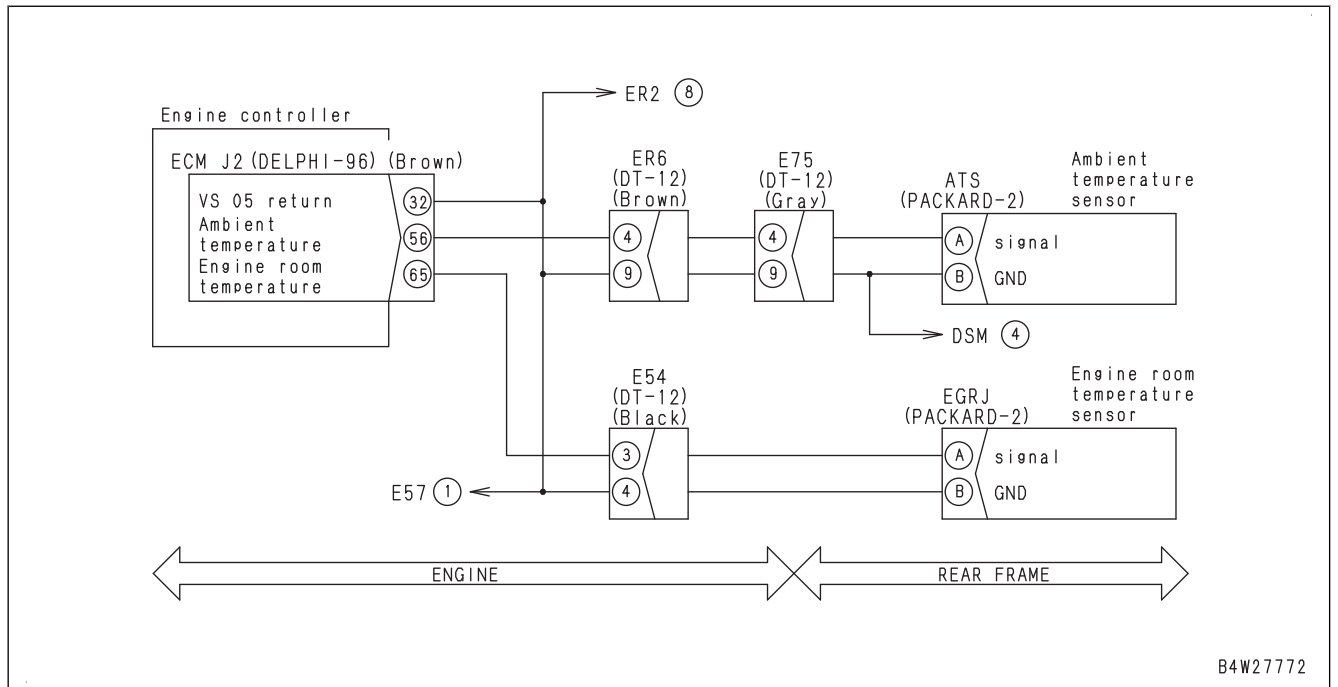 ER2 8
Engine controller
ECM J2 (DELPHI-96) (Brown)
VS 05 return
32
Ambient
temperature
56
Engine room
temperature
65
ER6
(DT-12)
(Brown)
4
9
E75
(DT-12)
(Gray)
4
9
ATS
(PACKARD-2)
Ambient
temperature
sensor
A signal
B GND
DSM 4
E54
(DT-12)
(Black)
3
4
EGRJ
(PACKARD-2)
Engine room
temperature
sensor
A signal
B GND
E57 1
ENGINE
REAR FRAME
B4W27772